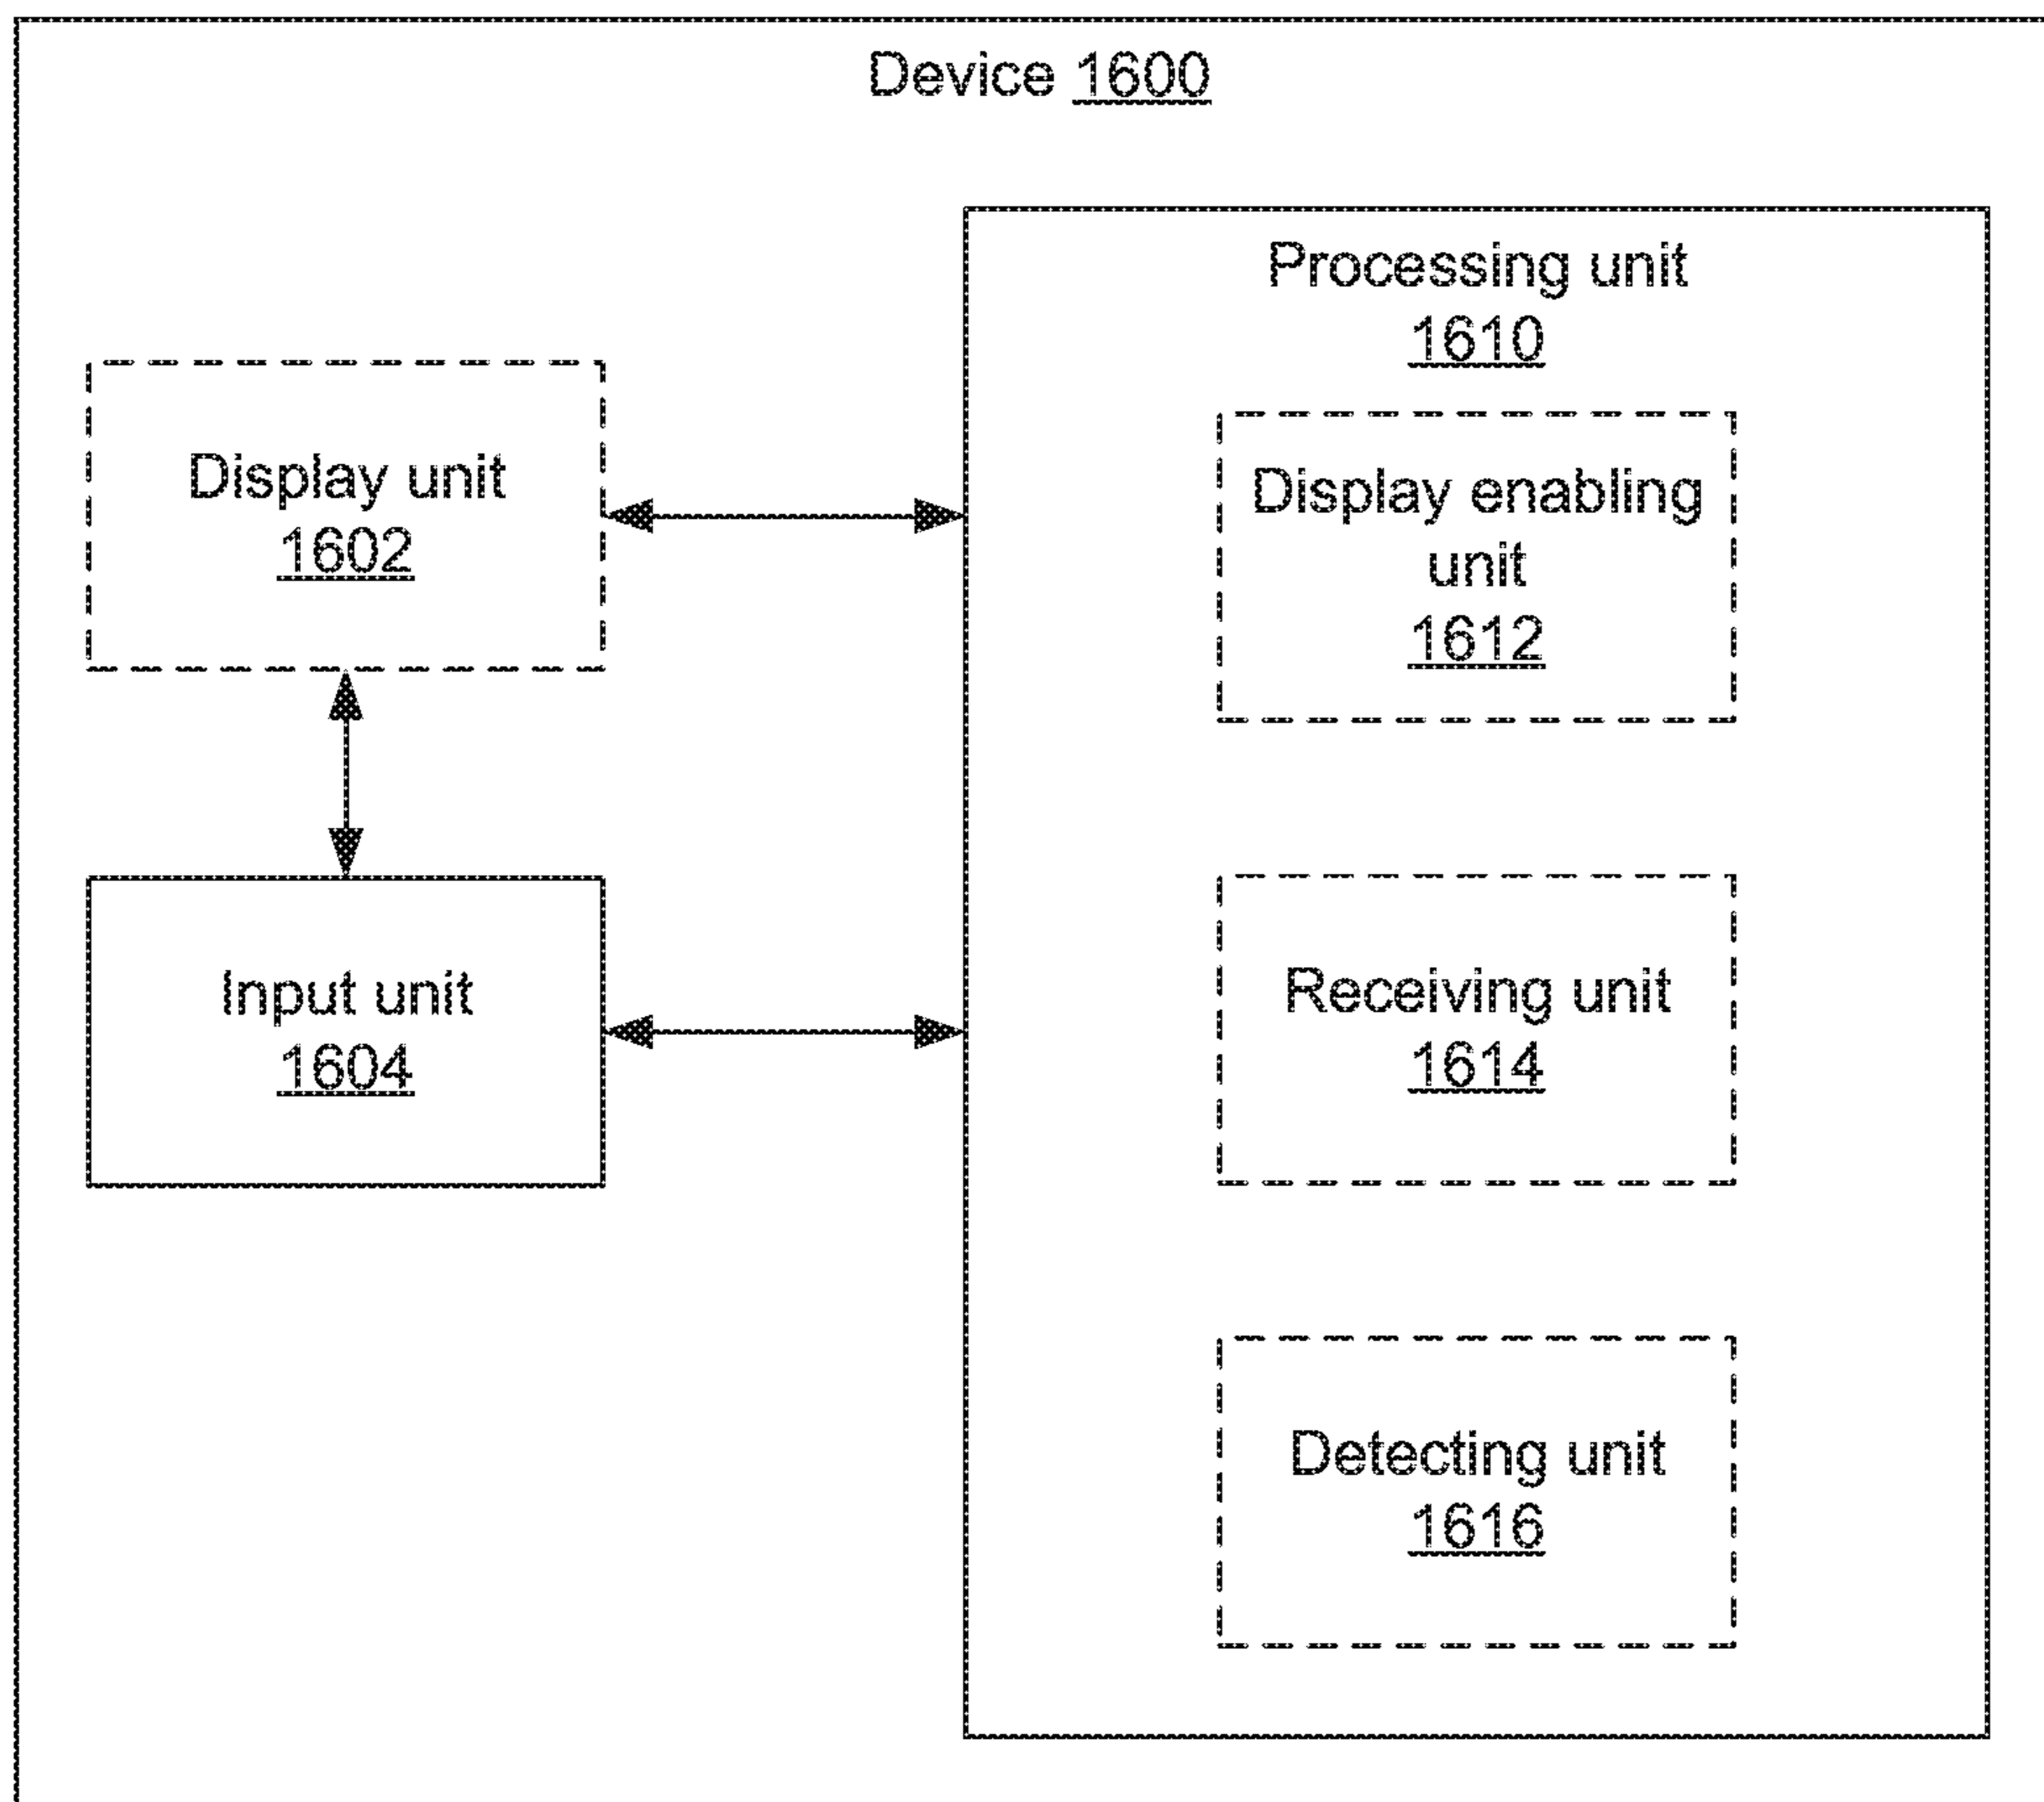 Device 1600
Processing unit
1610
Display unit
1602
Display enabling
unit
1612
Input unit
1604
Receiving unit
1614
Detecting unit
1616